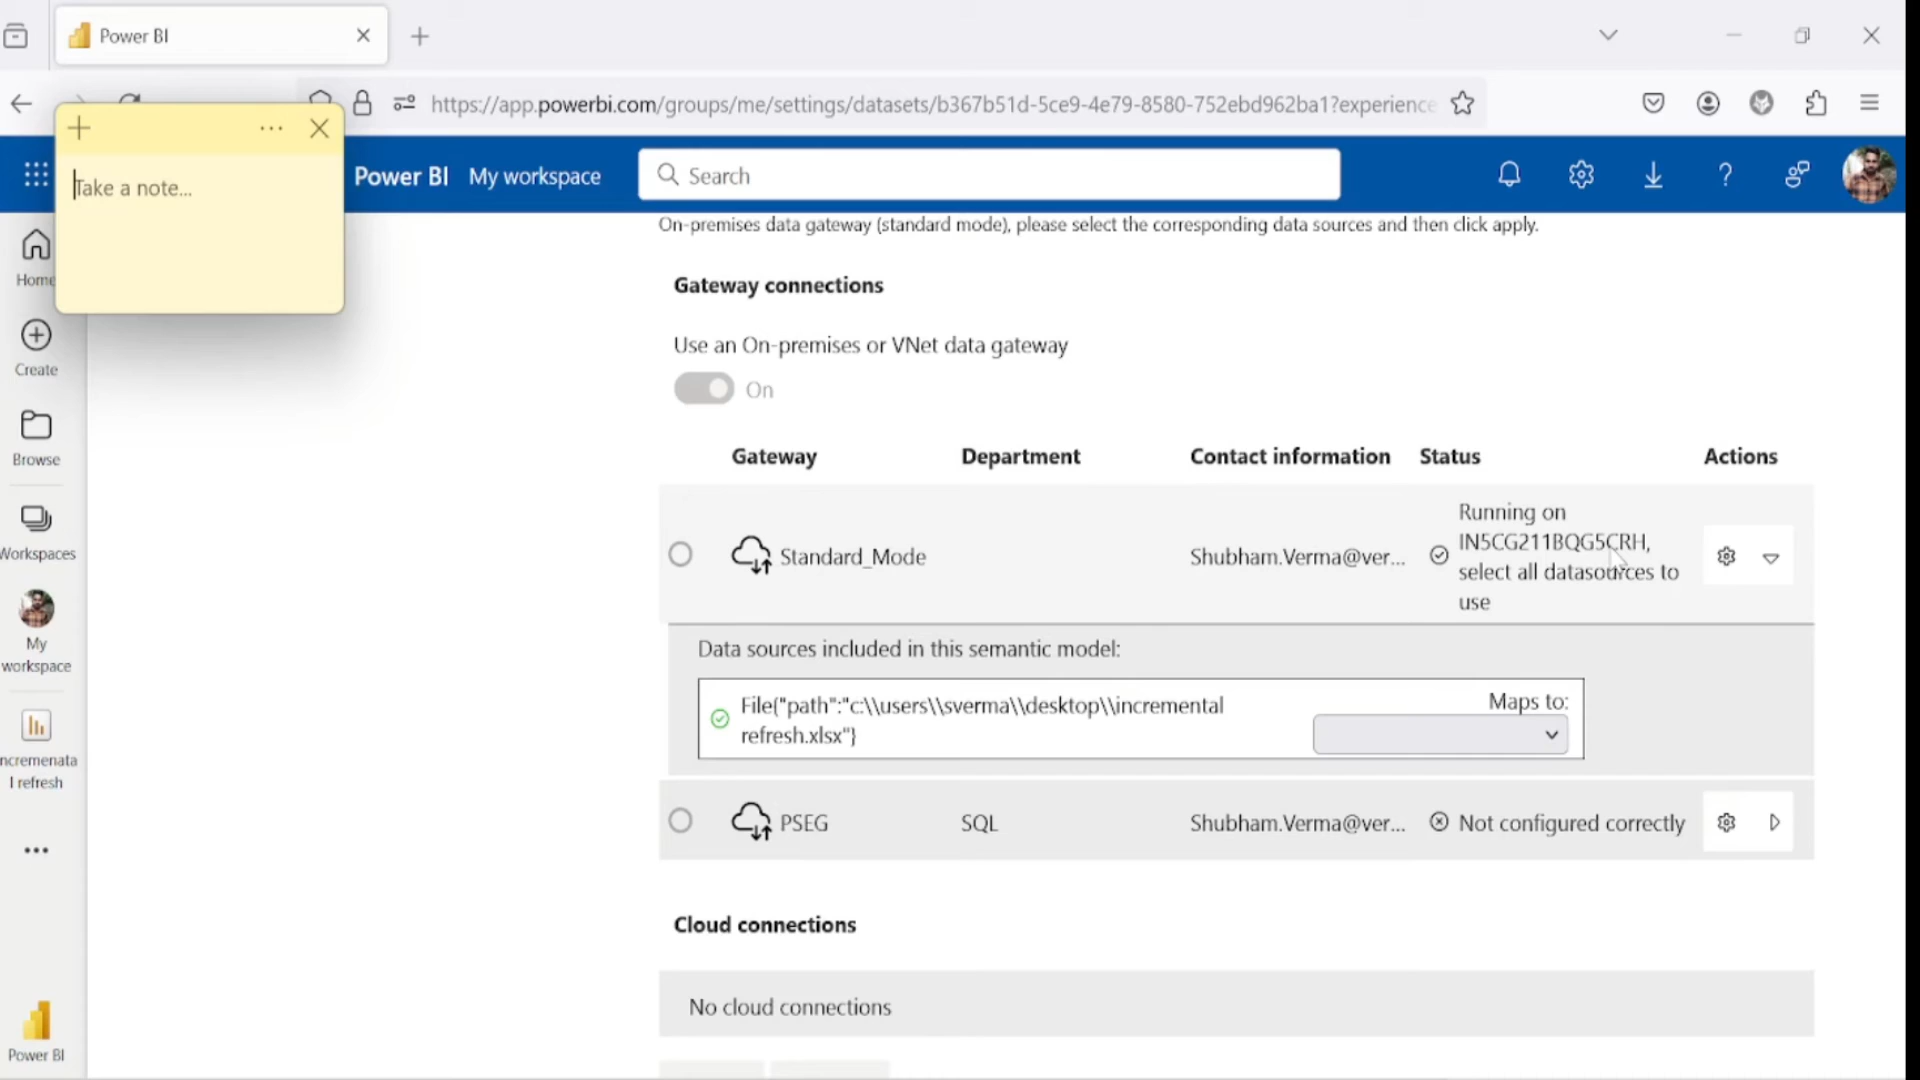 Power BI
https://app.powerbi.com/groups/me/settings/datasets/b367b51d-5ce9-4e79-8580-752ebd962ba1?experience
Take a note...
Power BI My workspace
Search
Home
Create
Browse
Workspaces
My
workspace
ncremenata
l refresh
Power BI
On-premises data gateway (standard mode), please select the corresponding data sources and then click apply.
Gateway connections
Use an On-premises or VNet data gateway
On
Gateway Department Contact information Status Actions
Standard_Mode Shubham.Verma@ver... Running on
IN5CG211BQG5CRH,
select all datasources to
use
Data sources included in this semantic model:
File{"path":"c:\\users\\sverma\\desktop\\incremental
refresh.xlsx"}
Maps to:
PSEG SQL Shubham.Verma@ver... Not configured correctly
Cloud connections
No cloud connections